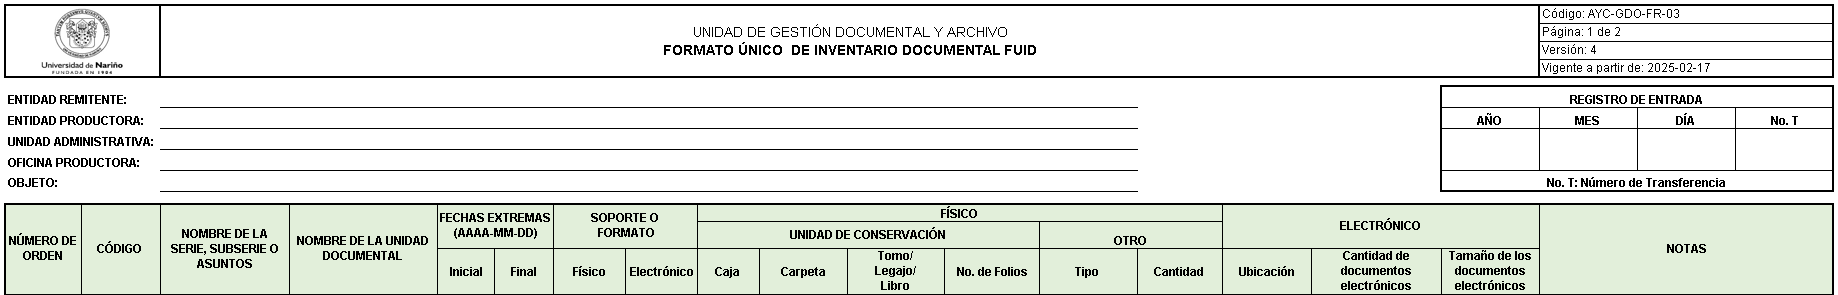 Universidad de Nariño
FUNDADA EN 1904
UNIDAD DE GESTIÓN DOCUMENTAL Y ARCHIVO
FORMATO ÚNICO DE INVENTARIO DOCUMENTAL FUID
Código: AYC-GDO-FR-03
Página: 1 de 2
Versión: 4
Vigente a partir de: 2025-02-17
ENTIDAD REMITENTE:
ENTIDAD PRODUCTORA:
UNIDAD ADMINISTRATIVA:
OFICINA PRODUCTORA:
OBJETO:
REGISTRO DE ENTRADA
AÑO MES DÍA No. T
No. T: Número de Transferencia
NÚMERO DE
ORDEN
CÓDIGO
NOMBRE DE LA
SERIE, SUBSERIE O
ASUNTOS
NOMBRE DE LA UNIDAD
DOCUMENTAL
FECHAS EXTREMAS
(AAAA-MM-DD)
Inicial Final
SOPORTE O
FORMATO
Físico Electrónico
FÍSICO
UNIDAD DE CONSERVACIÓN
Caja
Carpeta
Tomo/
Legajo/
Libro
No. de Folios
OTRO
Tipo Cantidad
ELECTRÓNICO
Ubicación
Cantidad de
documentos
electrónicos
Tamaño de los
documentos
electrónicos
NOTAS